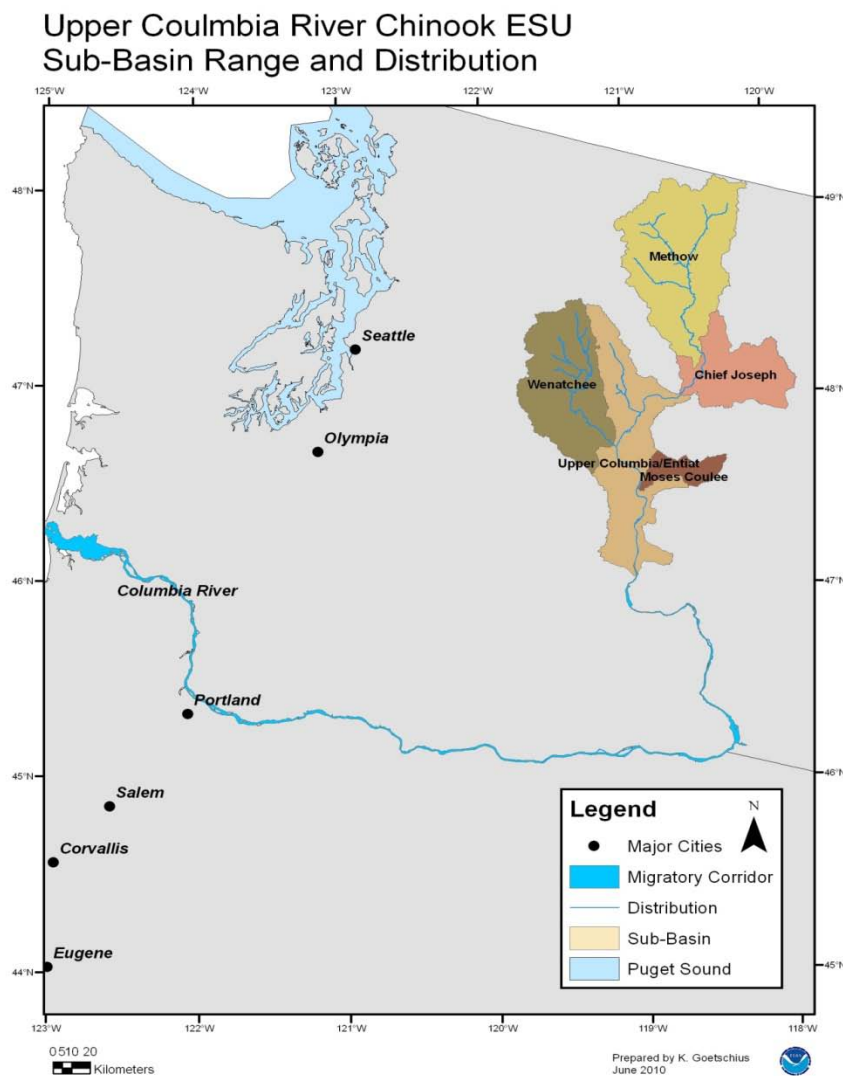 Upper Coulmbia River Chinook ESU
Sub-Basin Range and Distribution
125°W 124°W 123°W 122°W 121°W 120°W
48°N
49°N
Methow
Seattle
Chief Joseph
47°N
48°N
Wenatchee
Olympia
Upper Columbia/Entiat
Moses Coulee
46°N
47°N
Columbia River
Portland
45°N
46°N
Salem
Corvallis
Eugene
44°N
45°N
Legend
N
Major Cities
Migratory Corridor
Distribution
Sub-Basin
Puget Sound
123°W 122°W 121°W 120°W 119°W 118°W
0 5 10 20
Kilometers
Prepared by K. Goetschius
June 2010